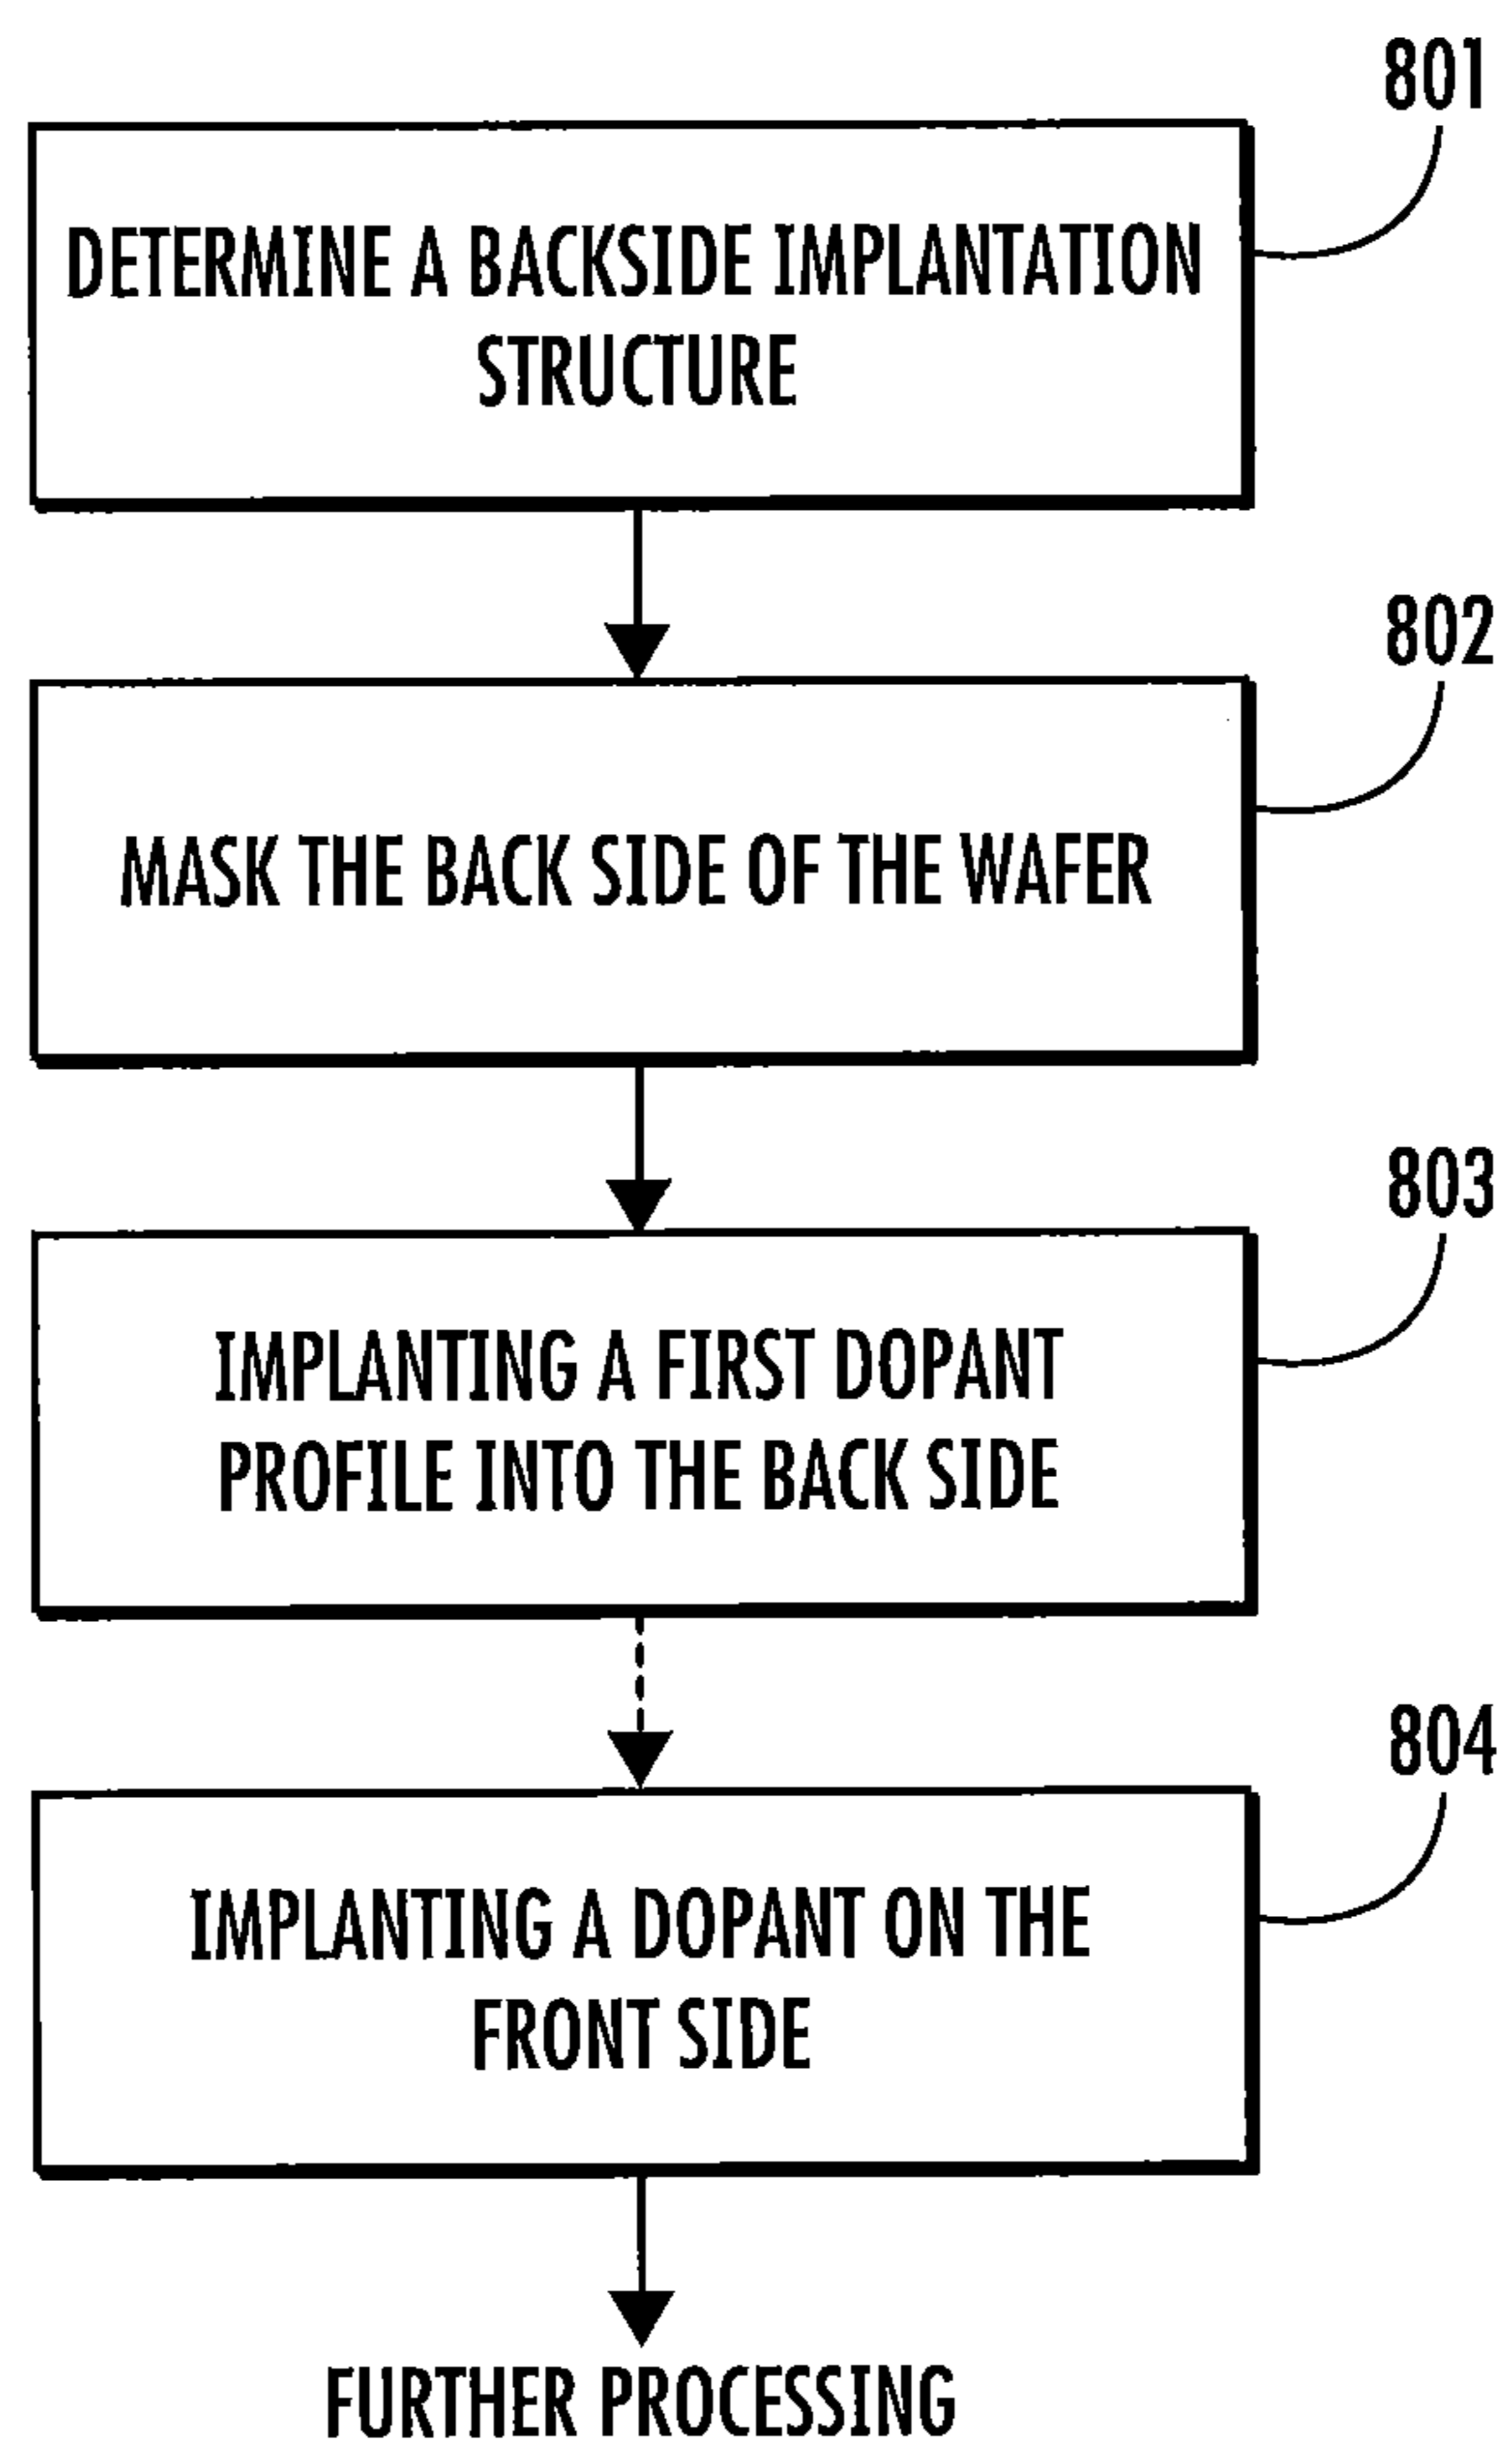 801
DETERMINE A BACKSIDE IMPLANTATION
STRUCTURE
802
MASK THE BACK SIDE OF THE WAFER
803
IMPLANTING A FIRST DOPANT
PROFILE INTO THE BACK SIDE
804
IMPLANTING A DOPANT ON THE
FRONT SIDE
FURTHER PROCESSING